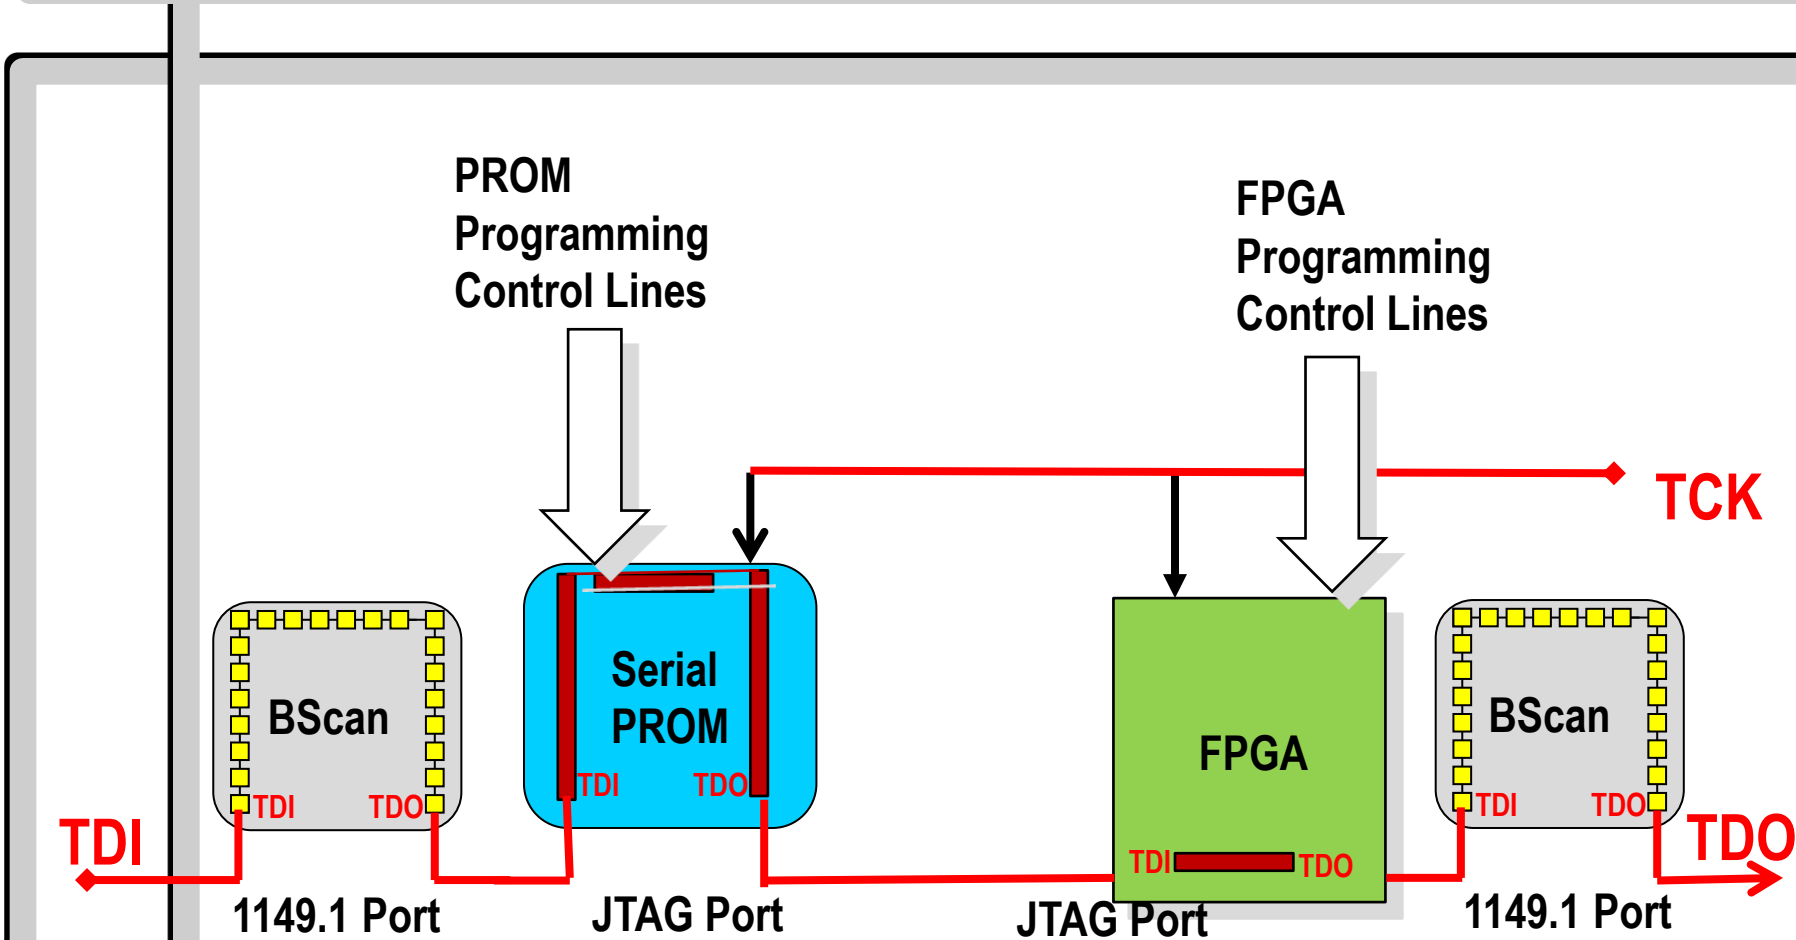 PROM
Programming
Control Lines
FPGA
Programming
Control Lines
TCK
BScan
TDI TDO
Serial
PROM
TDI TDO
FPGA
TDI TDO
BScan
TDI TDO
TDI
TDO
1149.1 Port
JTAG Port
JTAG Port
1149.1 Port